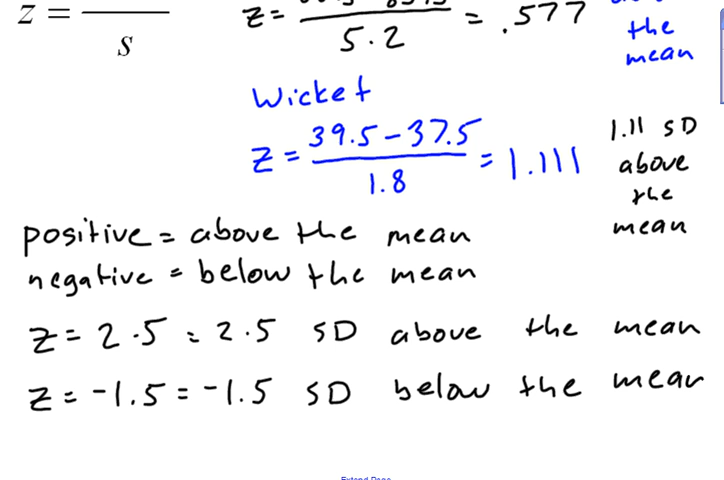 z =
s
z =
5.2
= .577
the
mean
Wicket
z = 39.5 - 37.5
1.8
= 1.111
1.11 SD
above
the
mean
positive = above the mean
negative = below the mean
z = 2.5 = 2.5 SD above the mean
z = -1.5 = -1.5 SD below the mean
Extend Page